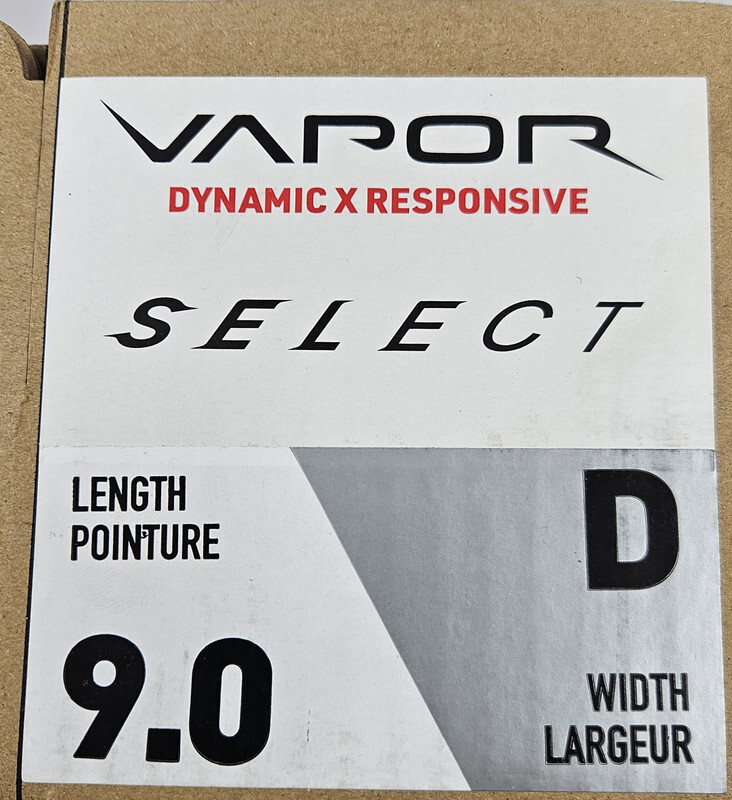 VAPOR
DYNAMIC X RESPONSIVE
SELECT
LENGTH
POINTURE
9.0
D
WIDTH
LARGEUR